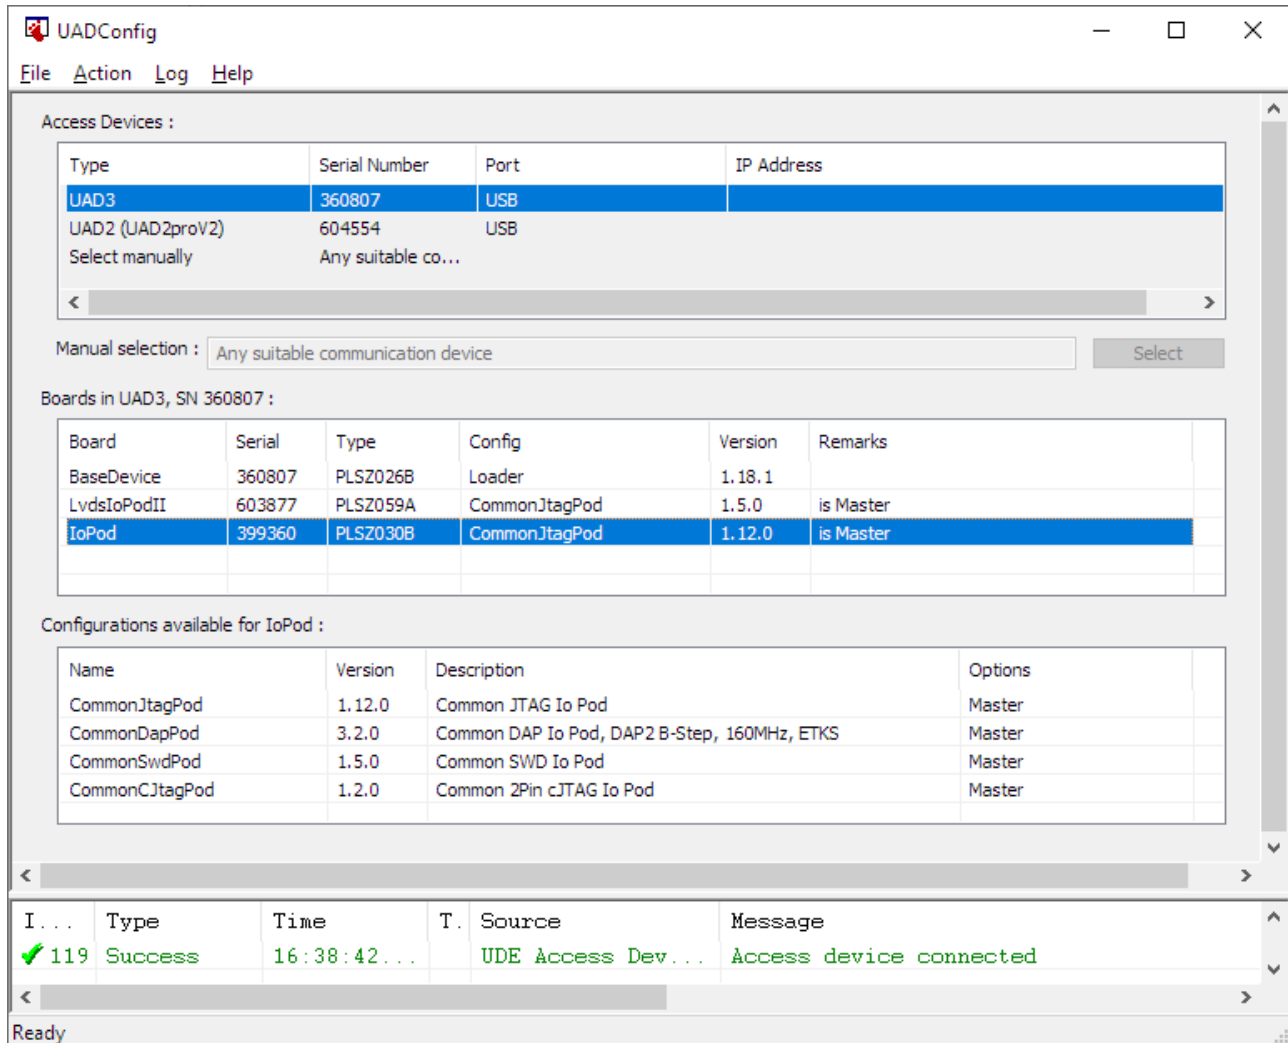 UADConfig
File Action Log Help
Access Devices :
Type Serial Number Port IP Address
UAD3 360807 USB
UAD2 (UAD2proV2) 604554 USB
Select manually Any suitable co...
Manual selection : Any suitable communication device Select
Boards in UAD3, SN 360807 :
Board Serial Type Config Version Remarks
BaseDevice 360807 PLSZ026B Loader 1.18.1
LvdsIoPodII 603877 PLSZ059A CommonJtagPod 1.5.0 is Master
IoPod 399360 PLSZ030B CommonJtagPod 1.12.0 is Master
Configurations available for IoPod :
Name Version Description Options
CommonJtagPod 1.12.0 Common JTAG Io Pod Master
CommonDapPod 3.2.0 Common DAP Io Pod, DAP2 B-Step, 160MHz, ETKS Master
CommonSwdPod 1.5.0 Common SWD Io Pod Master
CommonCJtagPod 1.2.0 Common 2Pin cJTAG Io Pod Master
I... Type Time T. Source Message
119 Success 16:38:42... UDE Access Dev... Access device connected
Ready